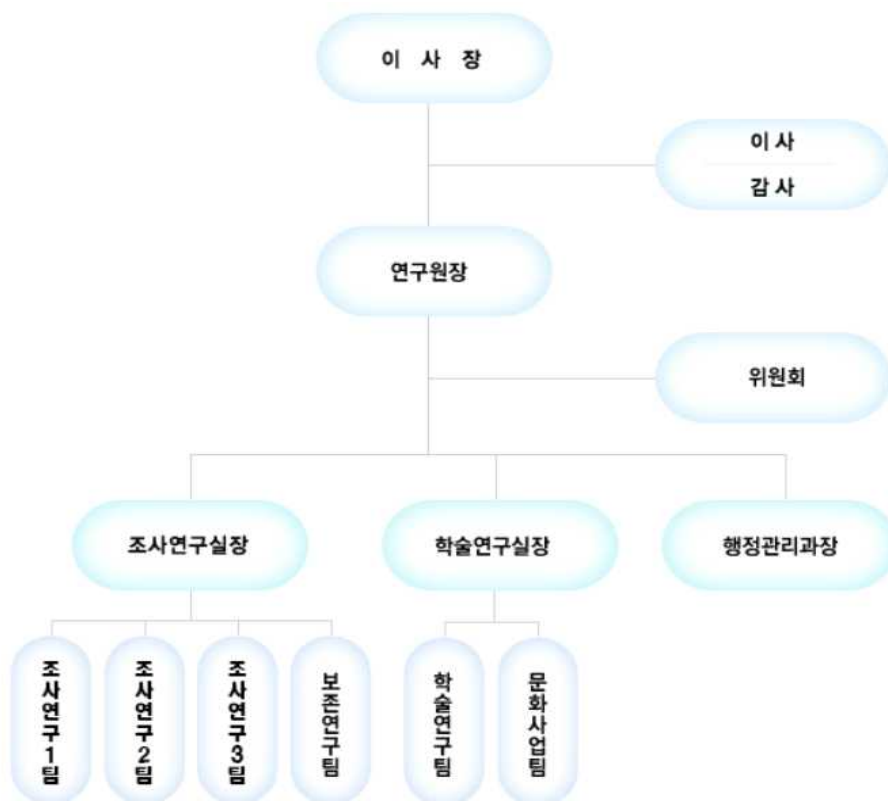 이 사 장
이 사
감 사
연구원장
위원회
조사연구실장
학술연구실장
행정관리과장
조사연구1팀
조사연구2팀
조사연구3팀
보존연구팀
학술연구팀
문화사업팀